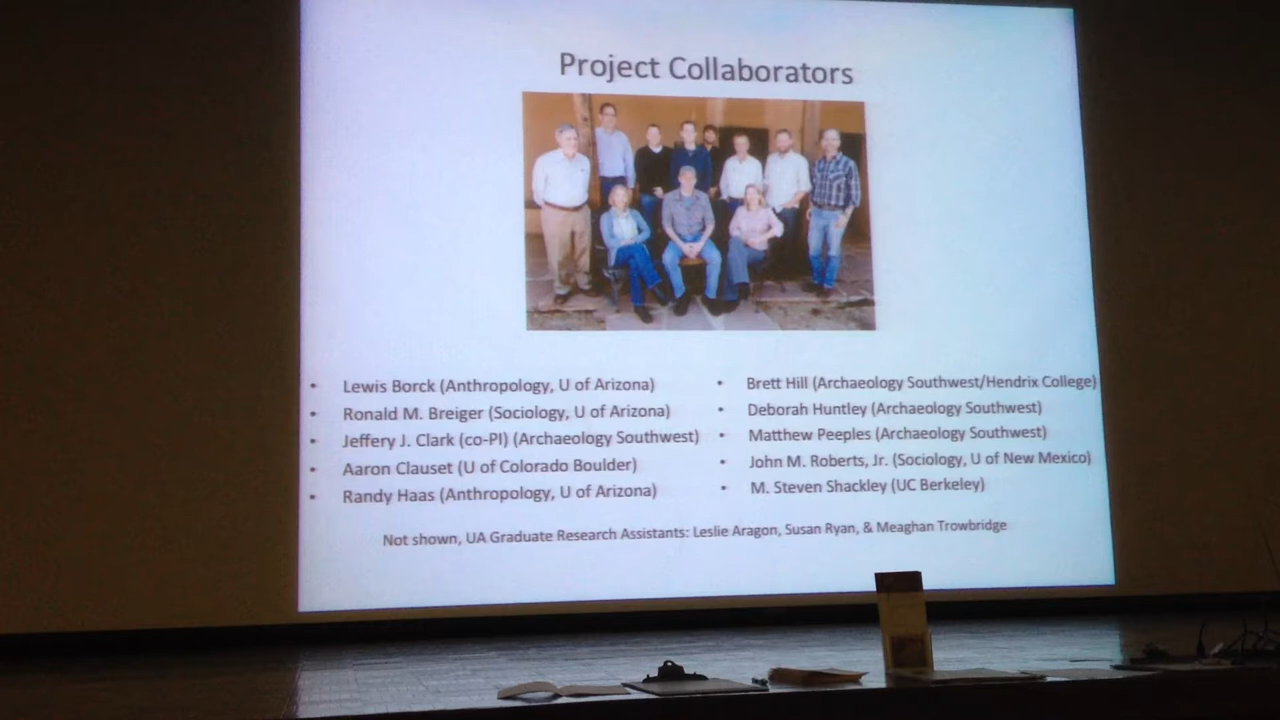 Project Collaborators
• Lewis Borck (Anthropology, U of Arizona)
• Ronald M. Breiger (Sociology, U of Arizona)
• Jeffery J. Clark (co-PI) (Archaeology Southwest)
• Aaron Clauset (U of Colorado Boulder)
• Randy Haas (Anthropology, U of Arizona)
• Brett Hill (Archaeology Southwest/Hendrix College)
• Deborah Huntley (Archaeology Southwest)
• Matthew Peeples (Archaeology Southwest)
• John M. Roberts, Jr. (Sociology, U of New Mexico)
• M. Steven Shackley (UC Berkeley)
Not shown, UA Graduate Research Assistants: Leslie Aragon, Susan Ryan, & Meaghan Trowbridge